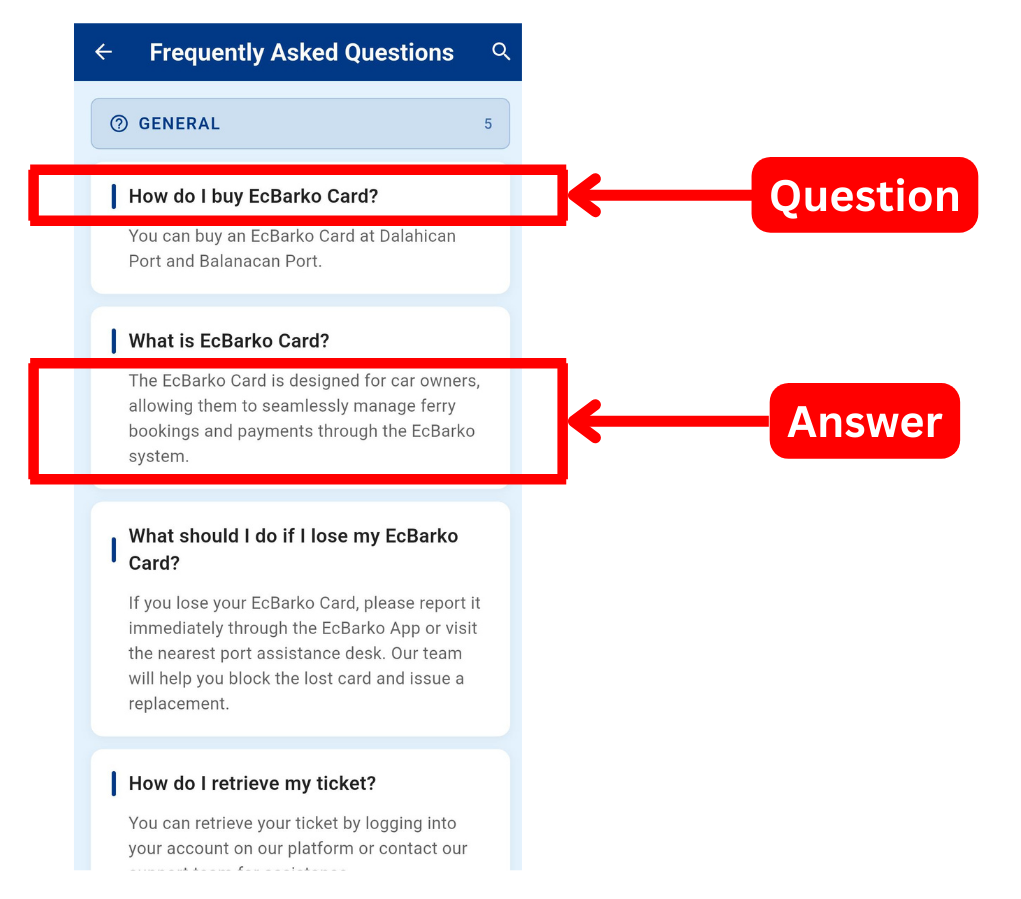 Frequently Asked Questions
GENERAL 5
How do I buy EcBarko Card?
Question
You can buy an EcBarko Card at Dalahican
Port and Balanacan Port.
What is EcBarko Card?
The EcBarko Card is designed for car owners,
allowing them to seamlessly manage ferry
bookings and payments through the EcBarko
system.
Answer
What should I do if I lose my EcBarko
Card?
If you lose your EcBarko Card, please report it
immediately through the EcBarko App or visit
the nearest port assistance desk. Our team
will help you block the lost card and issue a
replacement.
How do I retrieve my ticket?
You can retrieve your ticket by logging into
your account on our platform or contact our